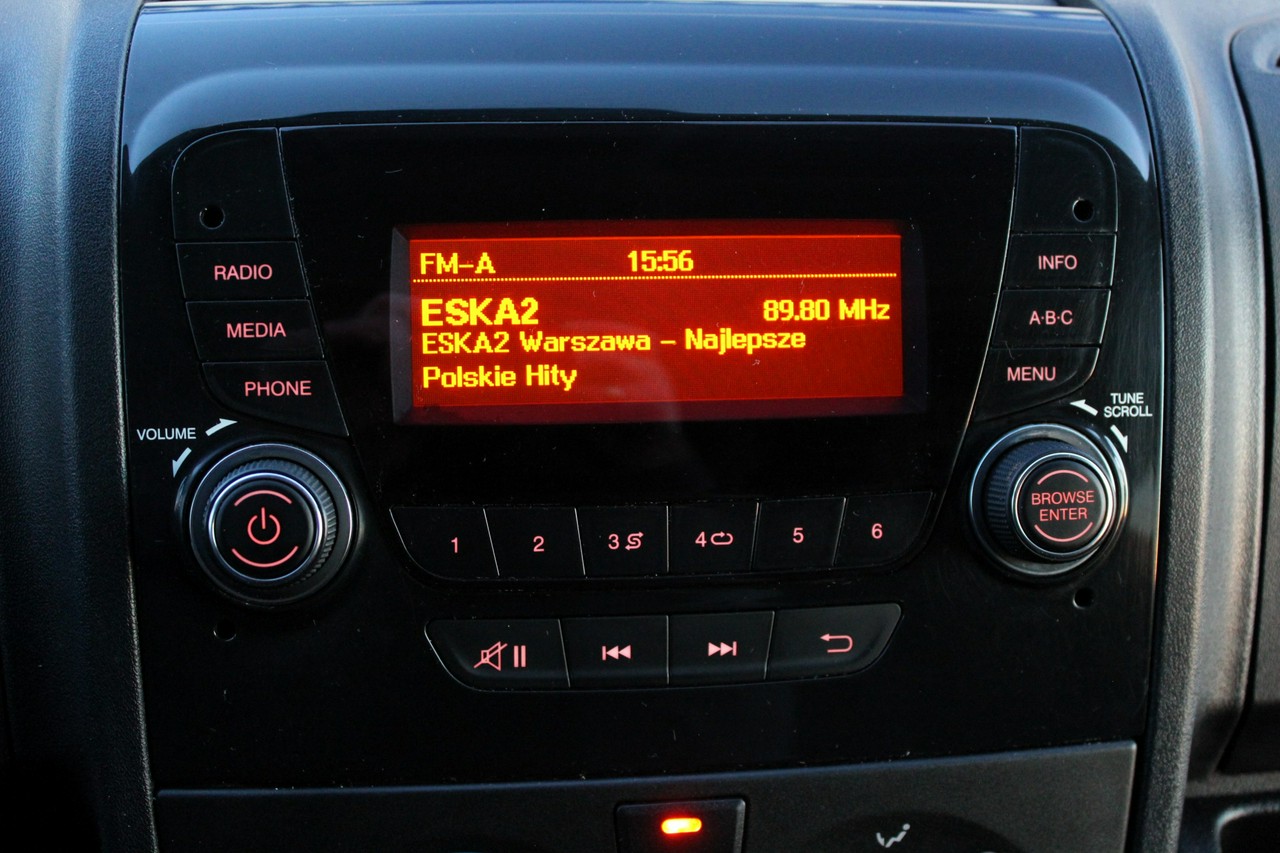 FM-A 15:56
ESKA2 89.80 MHz
ESKA2 Warszawa - Najlepsze
Polskie Hity
RADIO
MEDIA
PHONE
VOLUME
INFO
A·B·C
MENU
TUNE
SCROLL
BROWSE
ENTER
1 2 3 4 5 6